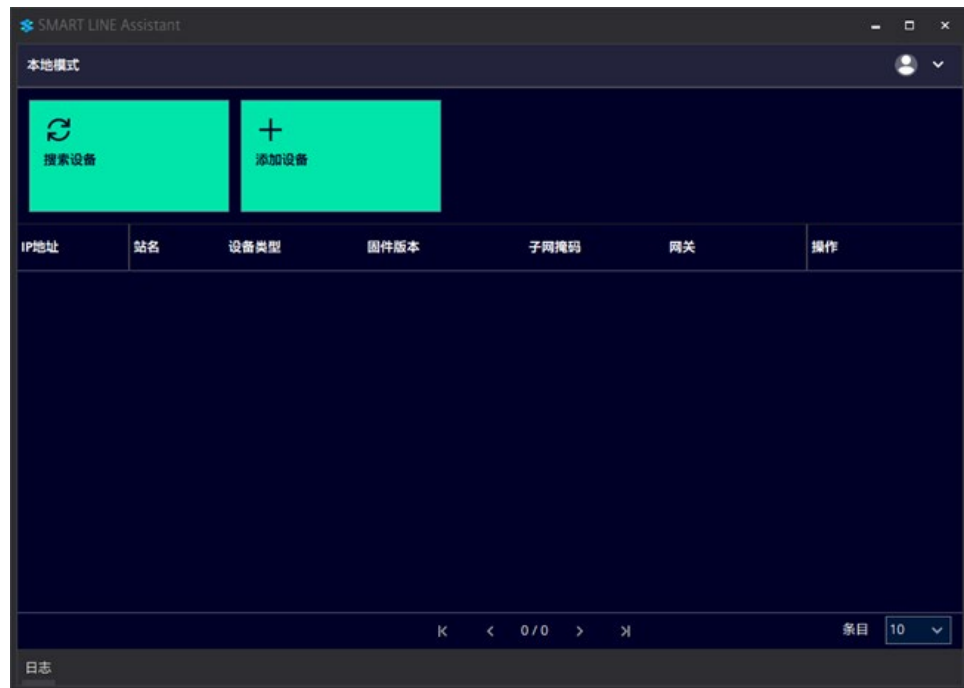 SMART LINE Assistant
本地模式
搜索设备 添加设备
IP地址 站名 设备类型 固件版本 子网掩码 网关 操作
0 / 0 条目 10
日志